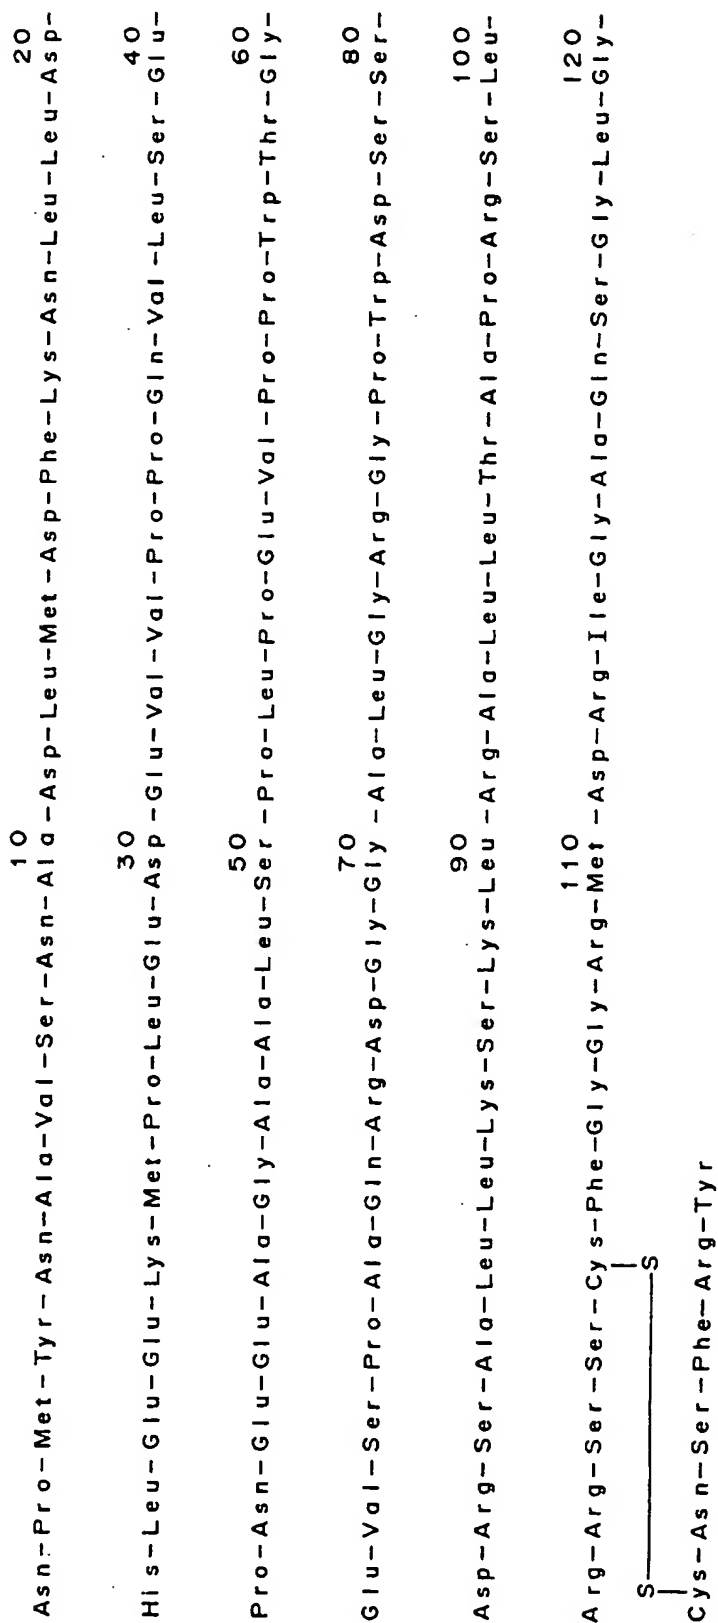 10 20
Asn-Pro-Met-Tyr-Asn-Ala-Val-Ser-Asn-Ala-Asp-Leu-Met-Asp-Phe-Lys-Asn-Leu-Leu-Asp-
30 40
His-Leu-Glu-Glu-Lys-Met-Pro-Leu-Glu-Asp-Glu-Val-Val-Pro-Pro-Gln-Val-Leu-Ser-Glu-
50 60
Pro-Asn-Glu-Glu-Ala-Gly-Ala-Ala-Leu-Ser-Pro-Leu-Pro-Glu-Val-Pro-Pro-Trp-Thr-Gly-
70 80
Glu-Val-Ser-Pro-Ala-Gln-Arg-Asp-Gly-Gly-Ala-Leu-Gly-Arg-Gly-Pro-Trp-Asp-Ser-Ser-
90 100
Asp-Arg-Ser-Ala-Leu-Leu-Lys-Ser-Lys-Leu-Arg-Ala-Leu-Leu-Thr-Ala-Pro-Arg-Ser-Leu-
110 120
Arg-Arg-Ser-Ser-Cys-Phe-Gly-Gly-Arg-Met-Asp-Arg-Ile-Gly-Ala-Gln-Ser-Gly-Leu-Gly-
S S
Cys-Asn-Ser-Phe-Arg-Tyr